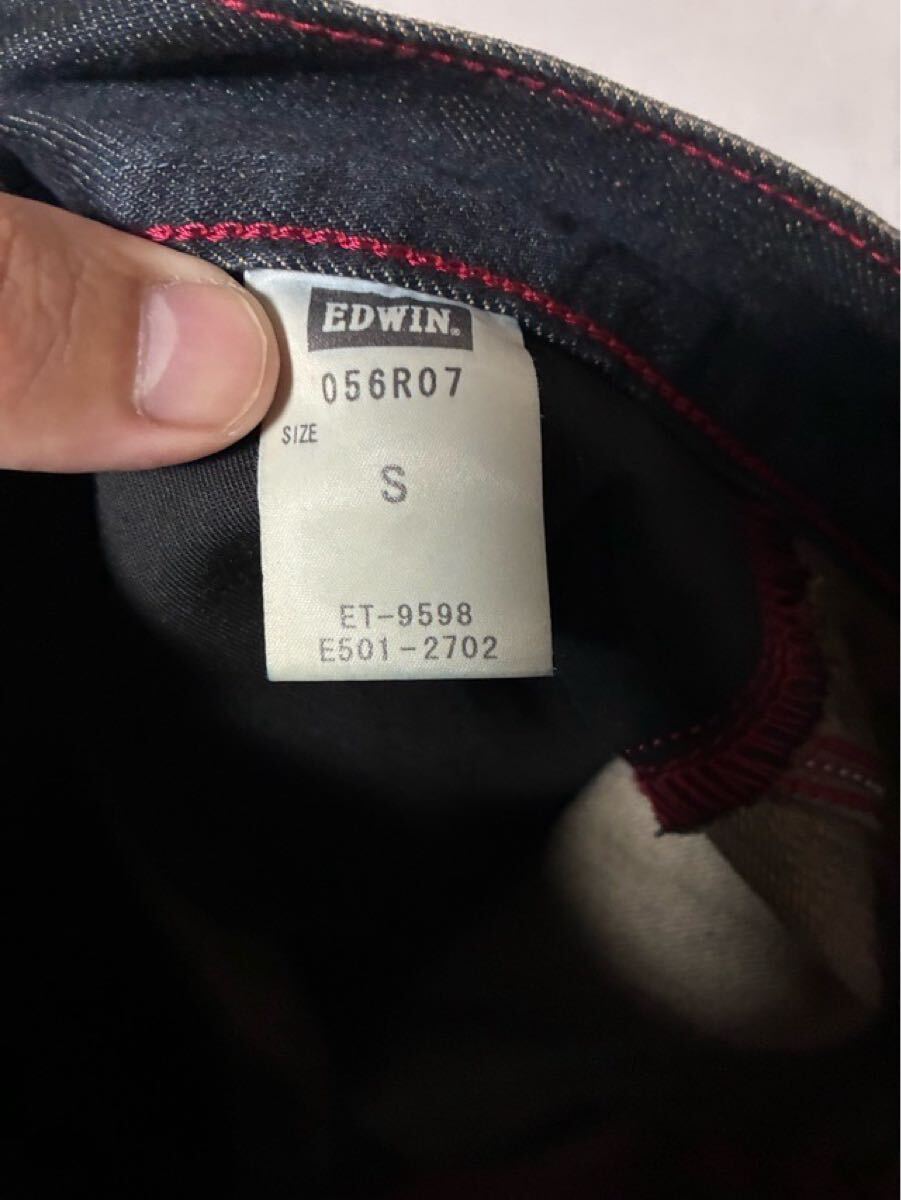 EDWIN®
056R07
SIZE
S
ET-9598
E501-2702